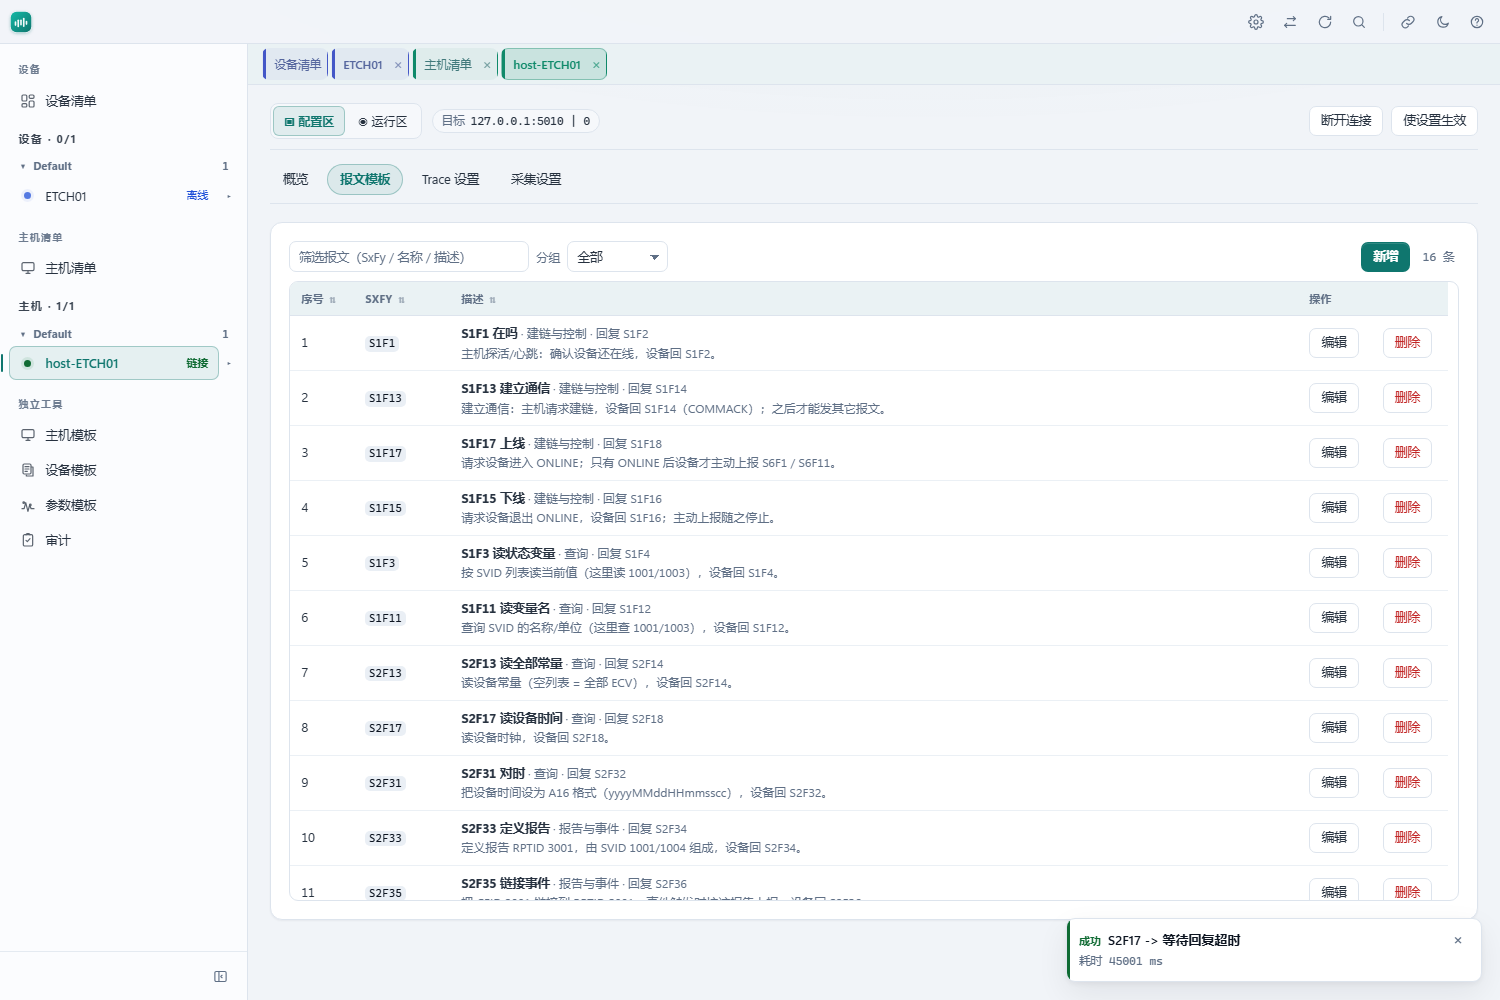 设备
设备清单
设备 · 0/1
Default 1
ETCH01 离线
主机清单
主机清单
主机 · 1/1
Default 1
host-ETCH01 链接
独立工具
主机模板
设备模板
参数模板
审计
设备清单 ETCH01 × 主机清单 × host-ETCH01 ×
配置区 运行区 目标 127.0.0.1:5010 | 0 断开连接 使设置生效
概览 报文模板 Trace 设置 采集设置
筛选报文（SxFy / 名称 / 描述） 分组 全部 新增 16 条
序号 SXFY 描述 操作
1 S1F1 S1F1 在吗 · 建链与控制 · 回复 S1F2 编辑 删除
主机探活/心跳：确认设备还在线，设备回 S1F2。
2 S1F13 S1F13 建立通信 · 建链与控制 · 回复 S1F14 编辑 删除
建立通信：主机请求建链，设备回 S1F14（COMMACK）；之后才能发其它报文。
3 S1F17 S1F17 上线 · 建链与控制 · 回复 S1F18 编辑 删除
请求设备进入 ONLINE；只有 ONLINE 后设备才主动上报 S6F1 / S6F11。
4 S1F15 S1F15 下线 · 建链与控制 · 回复 S1F16 编辑 删除
请求设备退出 ONLINE，设备回 S1F16；主动上报随之停止。
5 S1F3 S1F3 读状态变量 · 查询 · 回复 S1F4 编辑 删除
按 SVID 列表读当前值（这里读 1001/1003），设备回 S1F4。
6 S1F11 S1F11 读变量名 · 查询 · 回复 S1F12 编辑 删除
查询 SVID 的名称/单位（这里查 1001/1003），设备回 S1F12。
7 S2F13 S2F13 读全部常量 · 查询 · 回复 S2F14 编辑 删除
读设备常量（空列表 = 全部 ECV），设备回 S2F14。
8 S2F17 S2F17 读设备时间 · 查询 · 回复 S2F18 编辑 删除
读设备时钟，设备回 S2F18。
9 S2F31 S2F31 对时 · 查询 · 回复 S2F32 编辑 删除
把设备时间设为 A16 格式（yyyyMMddHHmmsscc），设备回 S2F32。
10 S2F33 S2F33 定义报告 · 报告与事件 · 回复 S2F34 编辑 删除
定义报告 RPTID 3001，由 SVID 1001/1004 组成，设备回 S2F34。
11 S2F35 S2F35 链接事件 · 报告与事件 · 回复 S2F36 编辑 删除
成功 S2F17 -> 等待回复超时 ×
耗时 45001 ms